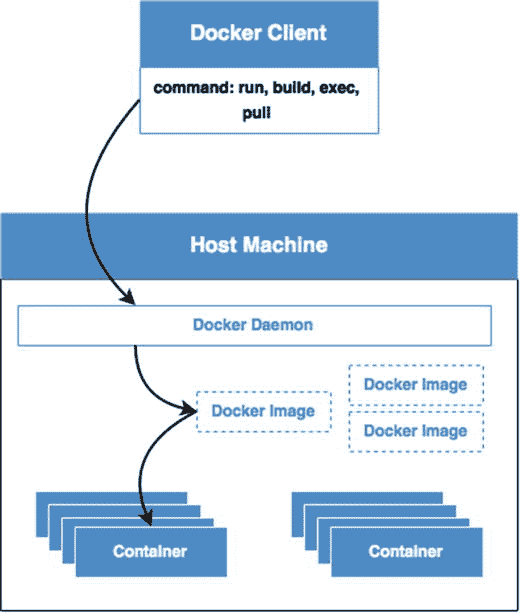 Docker Client
command: run, build, exec,
pull
Host Machine
Docker Daemon
Docker Image
Docker Image
Docker Image
Container
Container